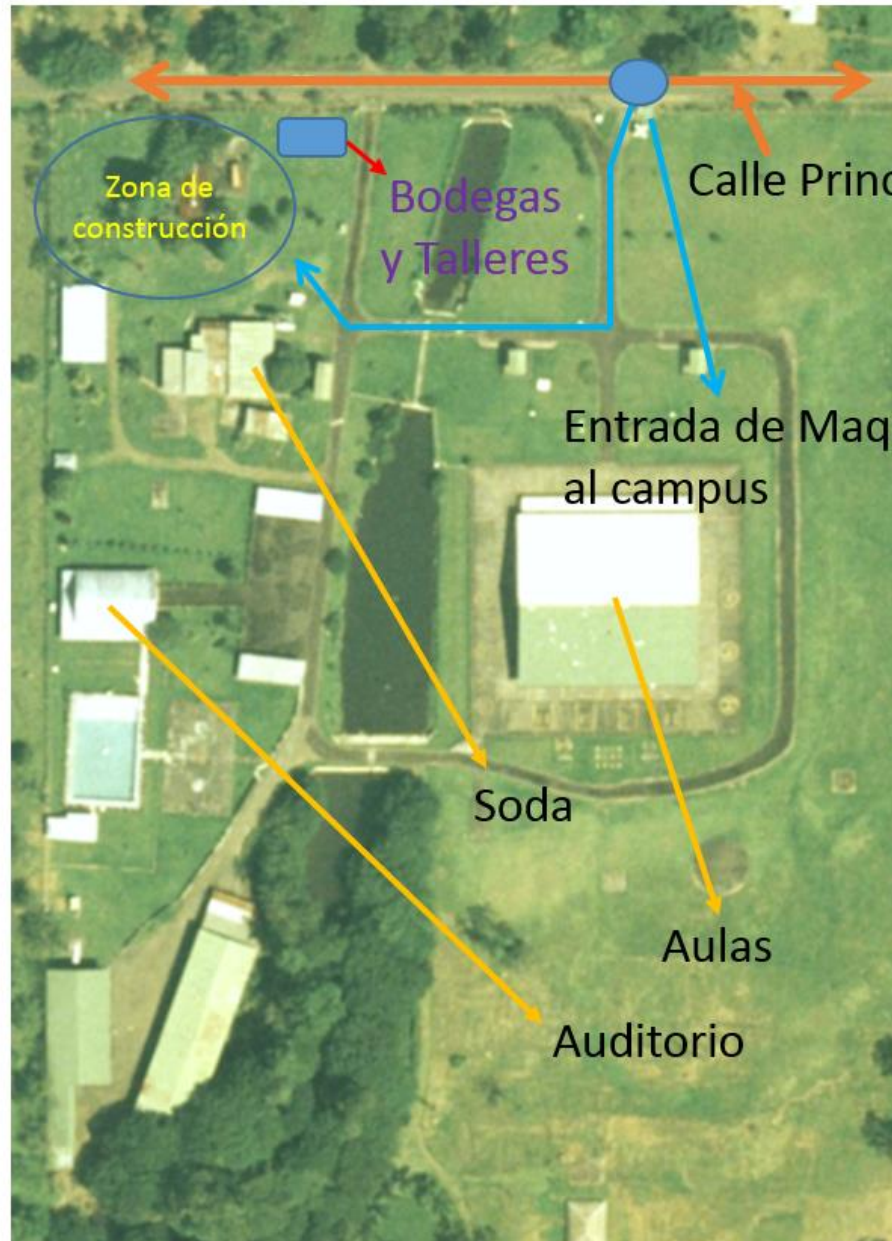 Zona de
construcción
Bodegas
y Talleres
Calle Princ
Entrada de Maq
al campus
Soda
Aulas
Auditorio